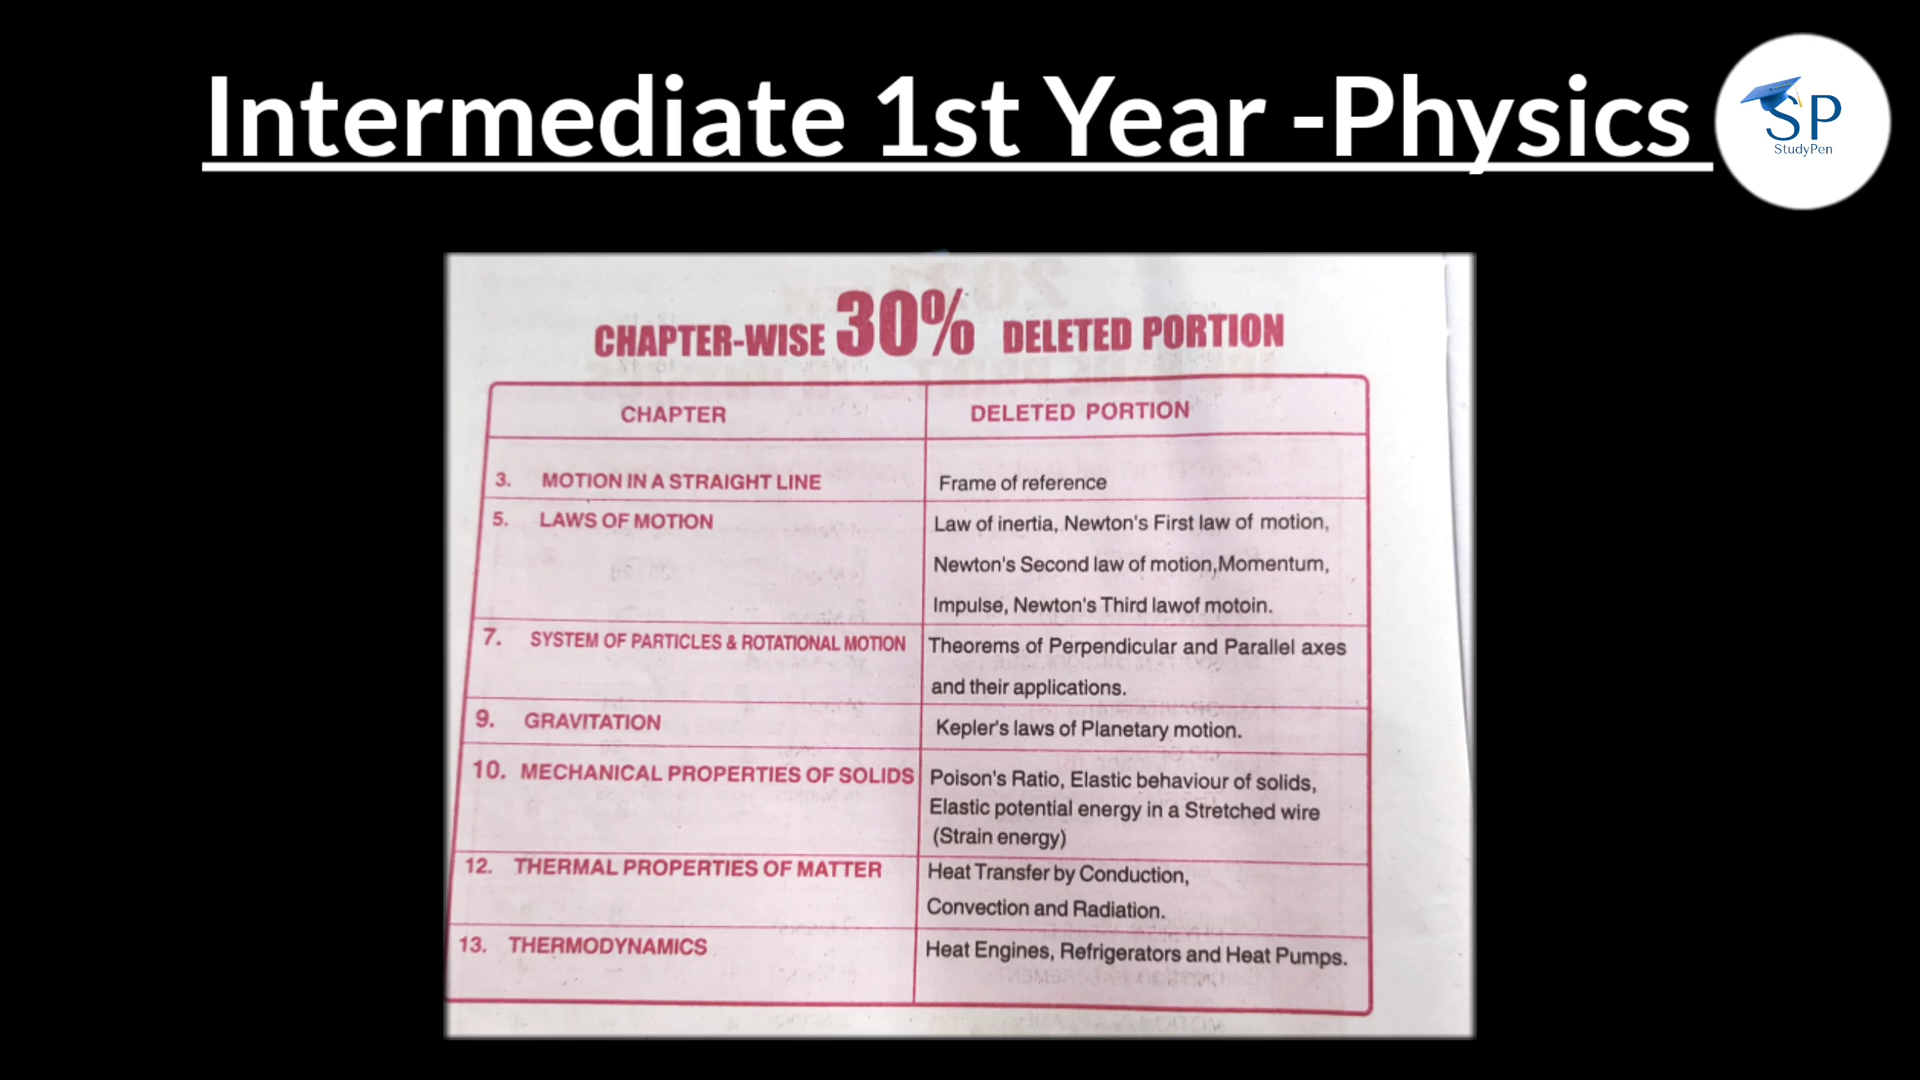 Intermediate 1st Year -Physics
SP
StudyPen
CHAPTER-WISE 30% DELETED PORTION
CHAPTER DELETED PORTION
3. MOTION IN A STRAIGHT LINE Frame of reference
5. LAWS OF MOTION Law of inertia, Newton's First law of motion,
Newton's Second law of motion,Momentum,
Impulse, Newton's Third lawof motoin.
7. SYSTEM OF PARTICLES & ROTATIONAL MOTION Theorems of Perpendicular and Parallel axes
and their applications.
9. GRAVITATION Kepler's laws of Planetary motion.
10. MECHANICAL PROPERTIES OF SOLIDS Poison's Ratio, Elastic behaviour of solids,
Elastic potential energy in a Stretched wire
(Strain energy)
12. THERMAL PROPERTIES OF MATTER Heat Transfer by Conduction,
Convection and Radiation.
13. THERMODYNAMICS Heat Engines, Refrigerators and Heat Pumps.